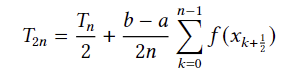 $T_{2n} = \frac{T_n}{2} + \frac{b-a}{2n} \sum_{k=0}^{n-1} f(x_{k+\frac{1}{2}})$